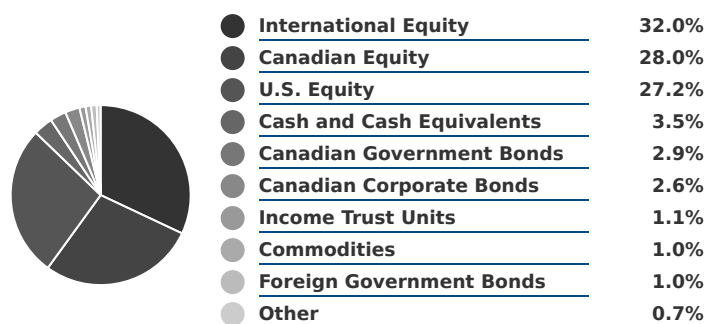 International Equity 32.0%
Canadian Equity 28.0%
U.S. Equity 27.2%
Cash and Cash Equivalents 3.5%
Canadian Government Bonds 2.9%
Canadian Corporate Bonds 2.6%
Income Trust Units 1.1%
Commodities 1.0%
Foreign Government Bonds 1.0%
Other 0.7%